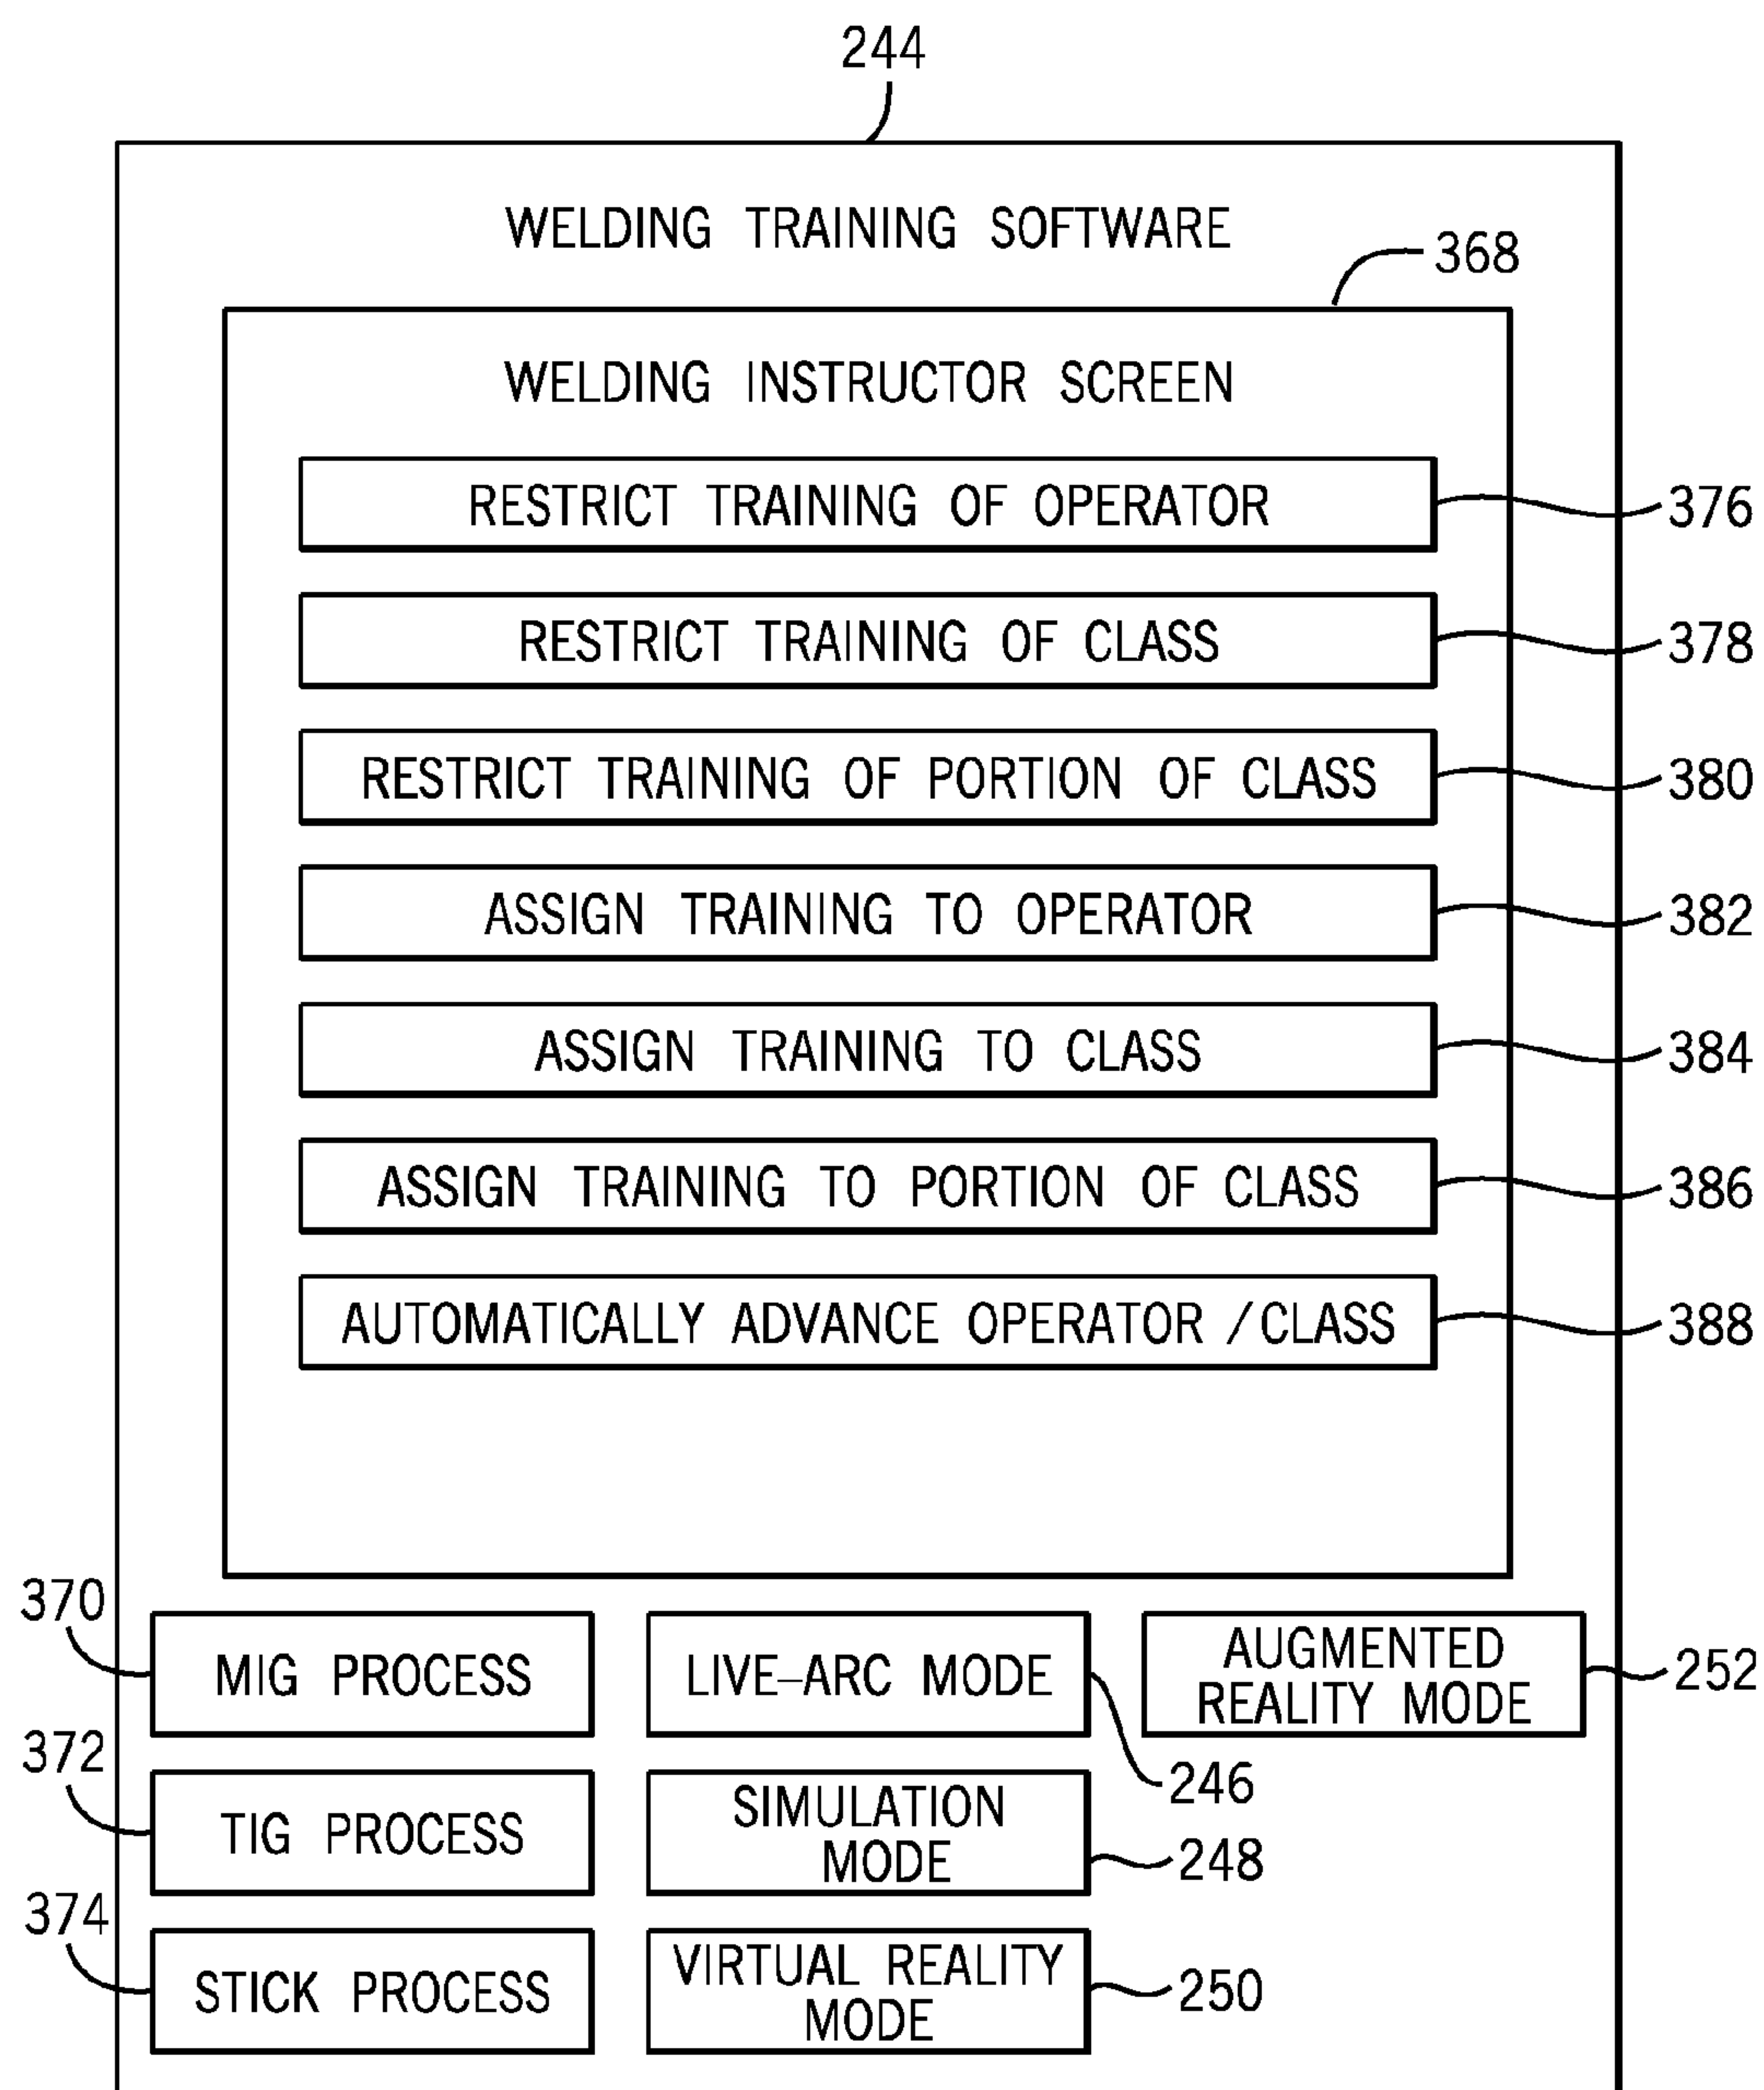 244
WELDING TRAINING SOFTWARE
368
WELDING INSTRUCTOR SCREEN
RESTRICT TRAINING OF OPERATOR
376
RESTRICT TRAINING OF CLASS
378
RESTRICT TRAINING OF PORTION OF CLASS
380
ASSIGN TRAINING TO OPERATOR
382
ASSIGN TRAINING TO CLASS
384
ASSIGN TRAINING TO PORTION OF CLASS
386
AUTOMATICALLY ADVANCE OPERATOR /CLASS
388
370
MIG PROCESS
LIVE–ARC MODE
246
AUGMENTED
REALITY MODE
252
372
TIG PROCESS
SIMULATION
MODE
248
374
STICK PROCESS
VIRTUAL REALITY
MODE
250